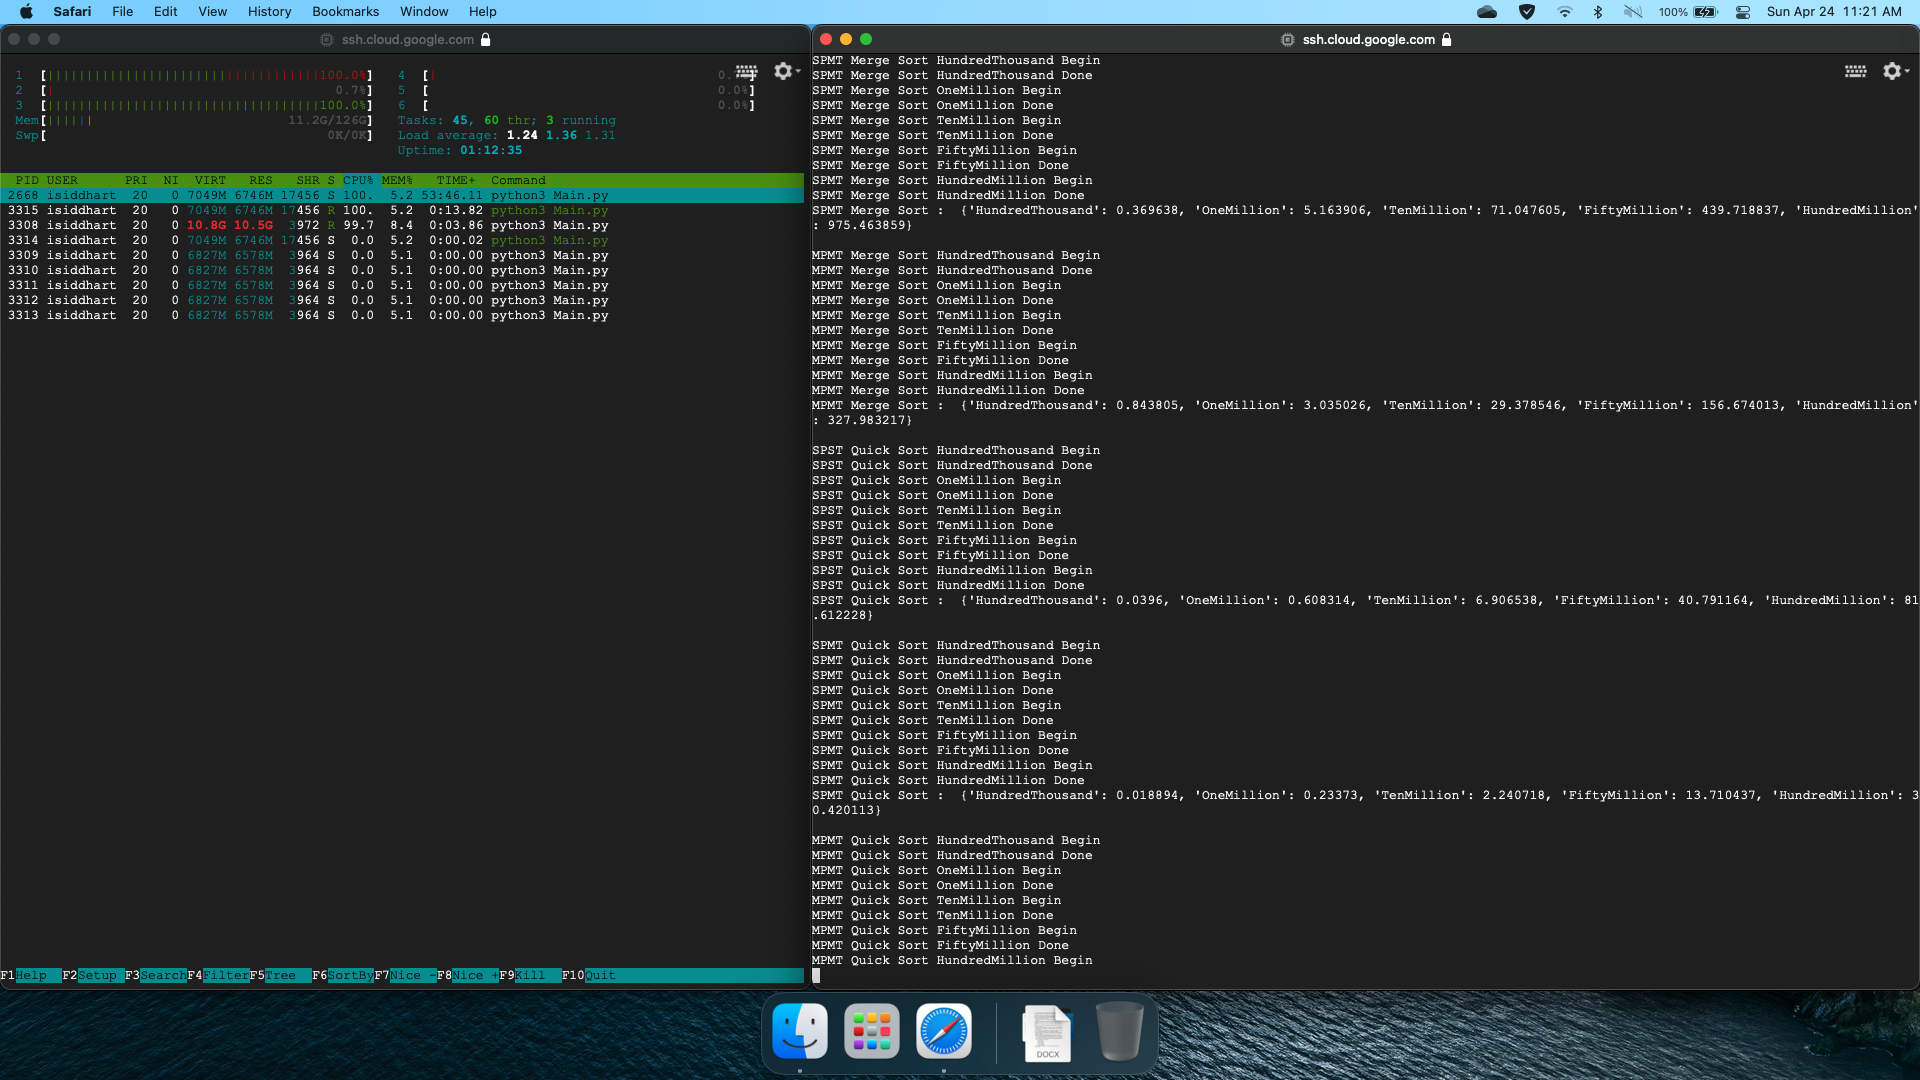 Safari File Edit View History Bookmarks Window Help 100% Sun Apr 24 11:21 AM
ssh.cloud.google.com
1 [||||||||||||||||||||||||||||||||||||100.0%] 4 [| 0.
2 [| 0.7%] 5 [ 0.0%]
3 [||||||||||||||||||||||||||||||||||||100.0%] 6 [ 0.0%]
Mem[|||||| 11.2G/126G] Tasks: 45, 60 thr; 3 running
Swp[ 0K/0K] Load average: 1.24 1.36 1.31
Uptime: 01:12:35
PID USER PRI NI VIRT RES SHR S CPU% MEM% TIME+ Command
2668 isiddhart 20 0 7049M 6746M 17456 S 100. 5.2 53:46.11 python3 Main.py
3315 isiddhart 20 0 7049M 6746M 17456 R 100. 5.2 0:13.82 python3 Main.py
3308 isiddhart 20 0 10.8G 10.5G 3972 R 99.7 8.4 0:03.86 python3 Main.py
3314 isiddhart 20 0 7049M 6746M 17456 S 0.0 5.2 0:00.02 python3 Main.py
3309 isiddhart 20 0 6827M 6578M 3964 S 0.0 5.1 0:00.00 python3 Main.py
3310 isiddhart 20 0 6827M 6578M 3964 S 0.0 5.1 0:00.00 python3 Main.py
3311 isiddhart 20 0 6827M 6578M 3964 S 0.0 5.1 0:00.00 python3 Main.py
3312 isiddhart 20 0 6827M 6578M 3964 S 0.0 5.1 0:00.00 python3 Main.py
3313 isiddhart 20 0 6827M 6578M 3964 S 0.0 5.1 0:00.00 python3 Main.py
F1Help F2Setup F3SearchF4FilterF5Tree F6SortByF7Nice -F8Nice +F9Kill F10Quit
ssh.cloud.google.com
SPMT Merge Sort HundredThousand Begin
SPMT Merge Sort HundredThousand Done
SPMT Merge Sort OneMillion Begin
SPMT Merge Sort OneMillion Done
SPMT Merge Sort TenMillion Begin
SPMT Merge Sort TenMillion Done
SPMT Merge Sort FiftyMillion Begin
SPMT Merge Sort FiftyMillion Done
SPMT Merge Sort HundredMillion Begin
SPMT Merge Sort HundredMillion Done
SPMT Merge Sort : {'HundredThousand': 0.369638, 'OneMillion': 5.163906, 'TenMillion': 71.047605, 'FiftyMillion': 439.718837, 'HundredMillion'
: 975.463859}
MPMT Merge Sort HundredThousand Begin
MPMT Merge Sort HundredThousand Done
MPMT Merge Sort OneMillion Begin
MPMT Merge Sort OneMillion Done
MPMT Merge Sort TenMillion Begin
MPMT Merge Sort TenMillion Done
MPMT Merge Sort FiftyMillion Begin
MPMT Merge Sort FiftyMillion Done
MPMT Merge Sort HundredMillion Begin
MPMT Merge Sort HundredMillion Done
MPMT Merge Sort : {'HundredThousand': 0.843805, 'OneMillion': 3.035026, 'TenMillion': 29.378546, 'FiftyMillion': 156.674013, 'HundredMillion'
: 327.983217}
SPST Quick Sort HundredThousand Begin
SPST Quick Sort HundredThousand Done
SPST Quick Sort OneMillion Begin
SPST Quick Sort OneMillion Done
SPST Quick Sort TenMillion Begin
SPST Quick Sort TenMillion Done
SPST Quick Sort FiftyMillion Begin
SPST Quick Sort FiftyMillion Done
SPST Quick Sort HundredMillion Begin
SPST Quick Sort HundredMillion Done
SPST Quick Sort : {'HundredThousand': 0.0396, 'OneMillion': 0.608314, 'TenMillion': 6.906538, 'FiftyMillion': 40.791164, 'HundredMillion': 81
.612228}
SPMT Quick Sort HundredThousand Begin
SPMT Quick Sort HundredThousand Done
SPMT Quick Sort OneMillion Begin
SPMT Quick Sort OneMillion Done
SPMT Quick Sort TenMillion Begin
SPMT Quick Sort TenMillion Done
SPMT Quick Sort FiftyMillion Begin
SPMT Quick Sort FiftyMillion Done
SPMT Quick Sort HundredMillion Begin
SPMT Quick Sort HundredMillion Done
SPMT Quick Sort : {'HundredThousand': 0.018894, 'OneMillion': 0.23373, 'TenMillion': 2.240718, 'FiftyMillion': 13.710437, 'HundredMillion': 3
0.420113}
MPMT Quick Sort HundredThousand Begin
MPMT Quick Sort HundredThousand Done
MPMT Quick Sort OneMillion Begin
MPMT Quick Sort OneMillion Done
MPMT Quick Sort TenMillion Begin
MPMT Quick Sort TenMillion Done
MPMT Quick Sort FiftyMillion Begin
MPMT Quick Sort FiftyMillion Done
MPMT Quick Sort HundredMillion Begin
DOCX